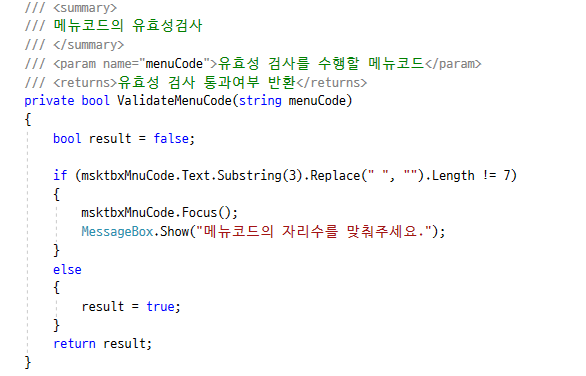 /// <summary>
/// 메뉴코드의 유효성검사
/// </summary>
/// <param name="menuCode">유효성 검사를 수행할 메뉴코드</param>
/// <returns>유효성 검사 통과여부 반환</returns>
private bool ValidateMenuCode(string menuCode)
{
bool result = false;
if (msktbxMnuCode.Text.Substring(3).Replace(" ", "").Length != 7)
{
msktbxMnuCode.Focus();
MessageBox.Show("메뉴코드의 자리수를 맞춰주세요.");
}
else
{
result = true;
}
return result;
}